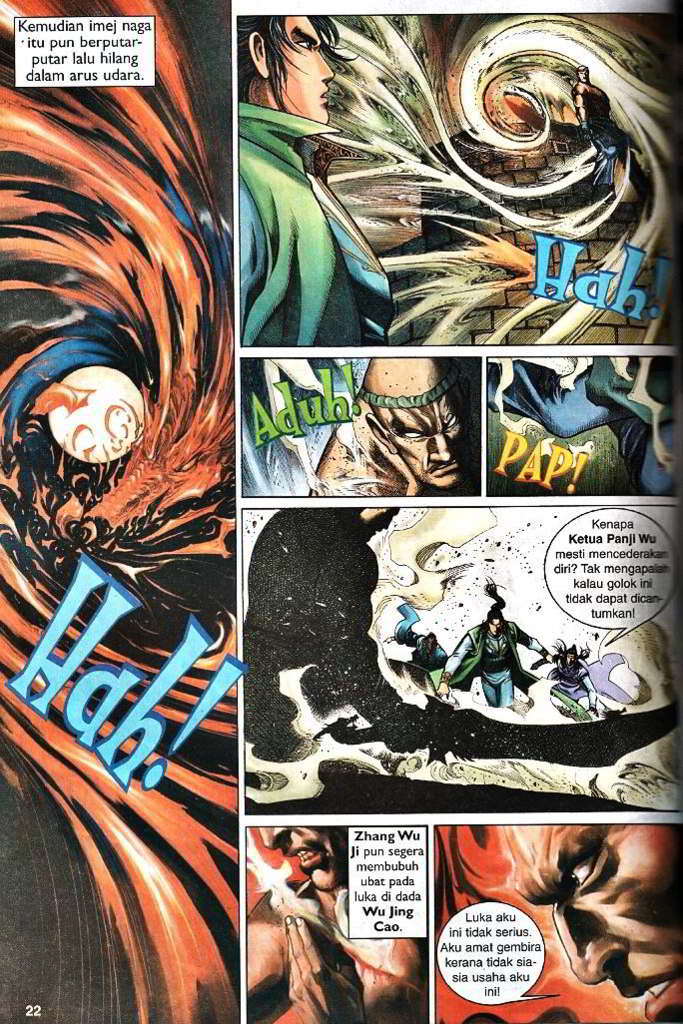 Kemudian imej naga
itu pun berputar-
putar lalu hilang
dalam arus udara.
Hah!
Hah!
Aduh!
PAP!
Kenapa
Ketua Panji Wu
mesti mencederakan
diri? Tak mengapalah
kalau golok ini
tidak dapat dican-
tumkan!
Zhang Wu
Ji pun segera
membubuh
ubat pada
luka di dada
Wu Jing
Cao.
Luka aku
ini tidak serius.
Aku amat gembira
kerana tidak sia-
sia usaha aku
ini!
22